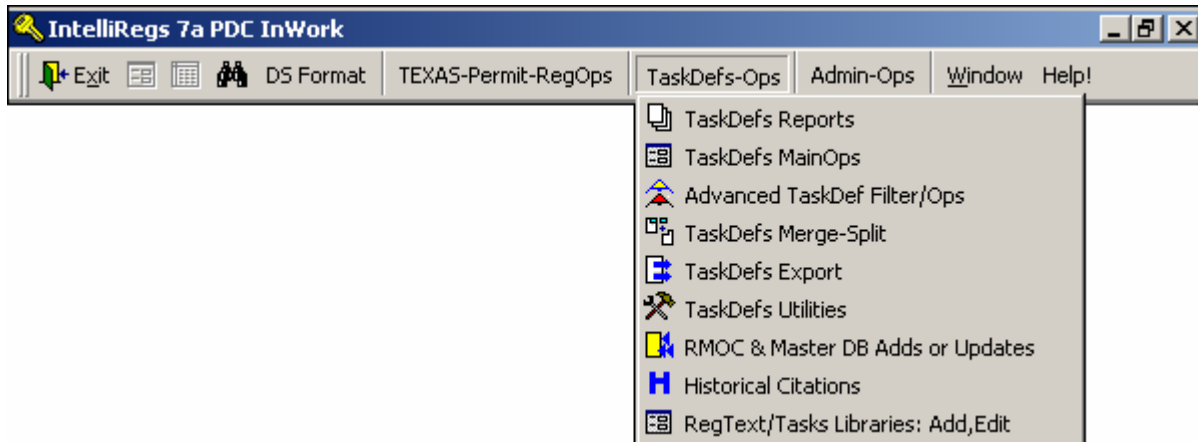 IntelliRegs 7a PDC InWork
Exit DS Format TEXAS-Permit-RegOps TaskDefs-Ops Admin-Ops Window Help!
TaskDefs Reports
TaskDefs MainOps
Advanced TaskDef Filter/Ops
TaskDefs Merge-Split
TaskDefs Export
TaskDefs Utilities
RMOC & Master DB Adds or Updates
H Historical Citations
RegText/Tasks Libraries: Add,Edit